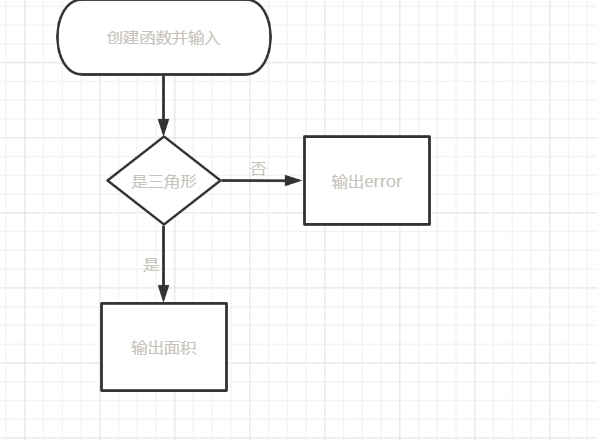 创建函数并输入
是三角形
否
输出error
是
输出面积